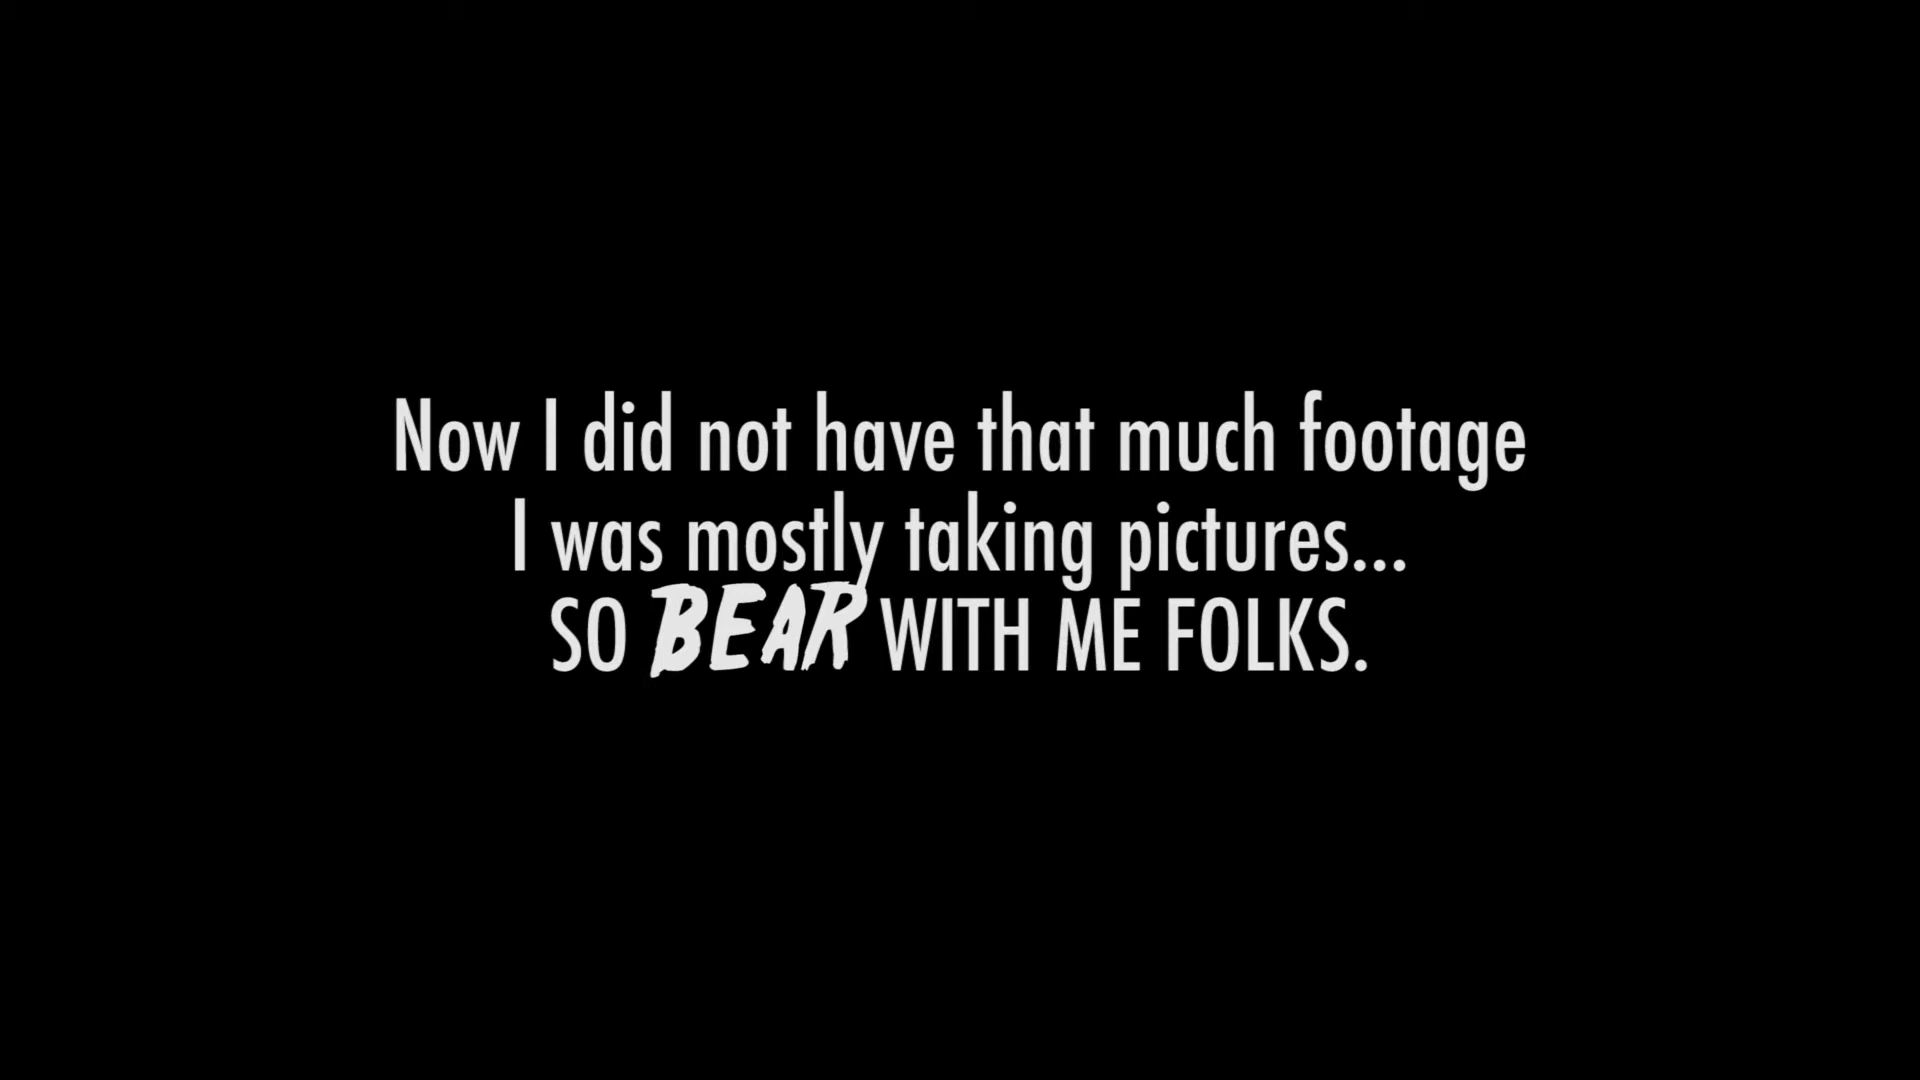 Now I did not have that much footage
I was mostly taking pictures...
SO BEAR WITH ME FOLKS.